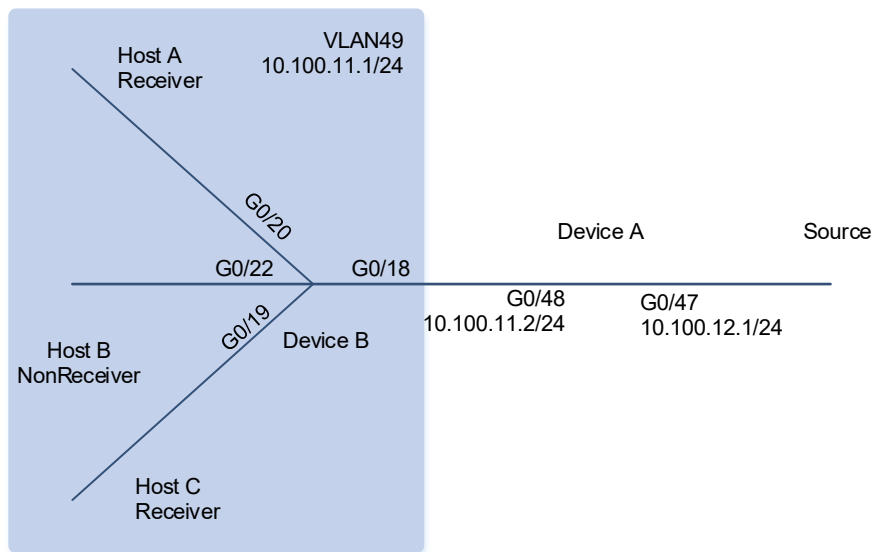 Host A
Receiver
VLAN49
10.100.11.1/24
G0/20
G0/22
G0/18
G0/19
Device B
Host B
NonReceiver
Host C
Receiver
Device A
Source
G0/48
10.100.11.2/24
G0/47
10.100.12.1/24